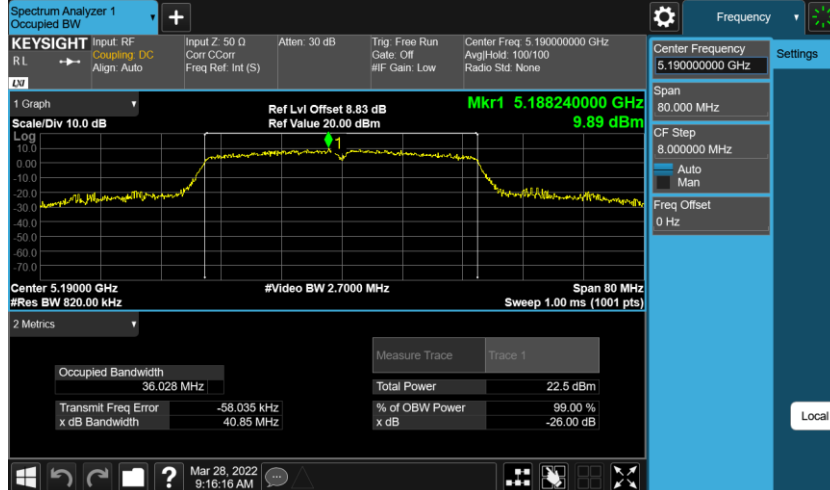 Spectrum Analyzer 1
Occupied BW
+
Frequency
KEYSIGHT
R L
LXI
Input: RF
Coupling: DC
Align: Auto
Input Z: 50 Ω
Corr CCorr
Freq Ref: Int (S)
Atten: 30 dB
Trig: Free Run
Gate: Off
#IF Gain: Low
Center Freq: 5.190000000 GHz
Avg|Hold: 100/100
Radio Std: None
Center Frequency
5.190000000 GHz
Settings
Span
80.000 MHz
CF Step
8.000000 MHz
Auto
Man
Freq Offset
0 Hz
1 Graph
Scale/Div 10.0 dB
Ref Lvl Offset 8.83 dB
Ref Value 20.00 dBm
Mkr1 5.188240000 GHz
9.89 dBm
Log
10.0
0.00
-10.0
-20.0
-30.0
-40.0
-50.0
-60.0
-70.0
1
Center 5.19000 GHz
#Res BW 820.00 kHz
#Video BW 2.7000 MHz
Span 80 MHz
Sweep 1.00 ms (1001 pts)
2 Metrics
Measure Trace Trace 1
Occupied Bandwidth
36.028 MHz
Total Power 22.5 dBm
Transmit Freq Error -58.035 kHz
x dB Bandwidth 40.85 MHz
% of OBW Power 99.00 %
x dB -26.00 dB
Local
?
Mar 28, 2022
9:16:16 AM